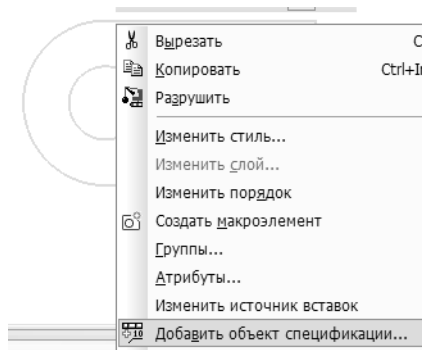 Вырезать
Копировать Ctrl+I
Разрушить
Изменить стиль...
Изменить слой...
Изменить порядок
Создать макроэлемент
Группы...
Атрибуты...
Изменить источник вставок
Добавить объект спецификации...